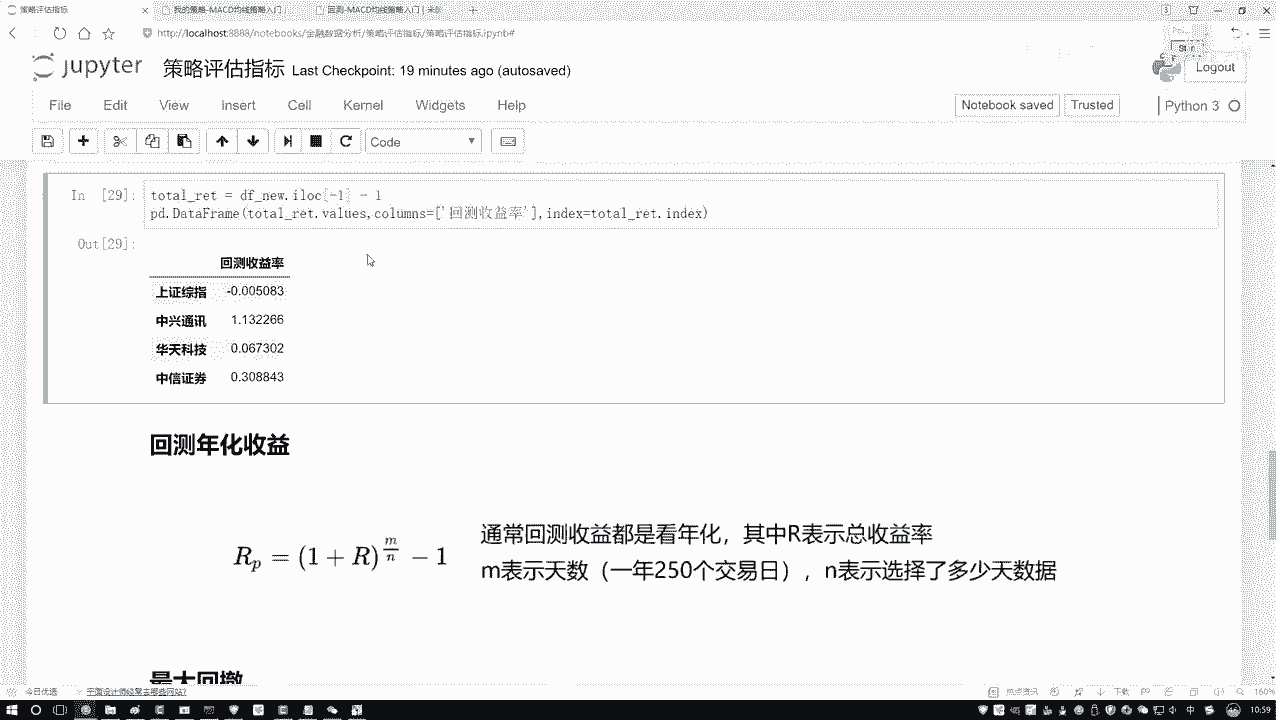 策略评估指标
我的策略-MACD均线策略入门
回测-MACD均线策略入门 | 米筐
http://localhost:8888/notebooks/金融数据分析/策略评估指标/策略评估指标.ipynb#
jupyter 策略评估指标 Last Checkpoint: 19 minutes ago (autosaved)
Logout
File Edit View Insert Cell Kernel Widgets Help
Notebook saved Trusted Python 3
Code
In [29]: total_ret = df_new.iloc[-1] - 1
pd.DataFrame(total_ret.values,columns=['回测收益率'],index=total_ret.index)
Out[29]:
回测收益率
上证综指 -0.005083
中兴通讯 1.132266
华天科技 0.067302
中信证券 0.308843
回测年化收益
R_p = (1 + R)^{m/n} - 1
通常回测收益都是看年化，其中R表示总收益率
m表示天数（一年250个交易日），n表示选择了多少天数据
最大回撤
今日优选 平面设计师经常去哪些网站?
热点资讯 下载 160%
中 10:59